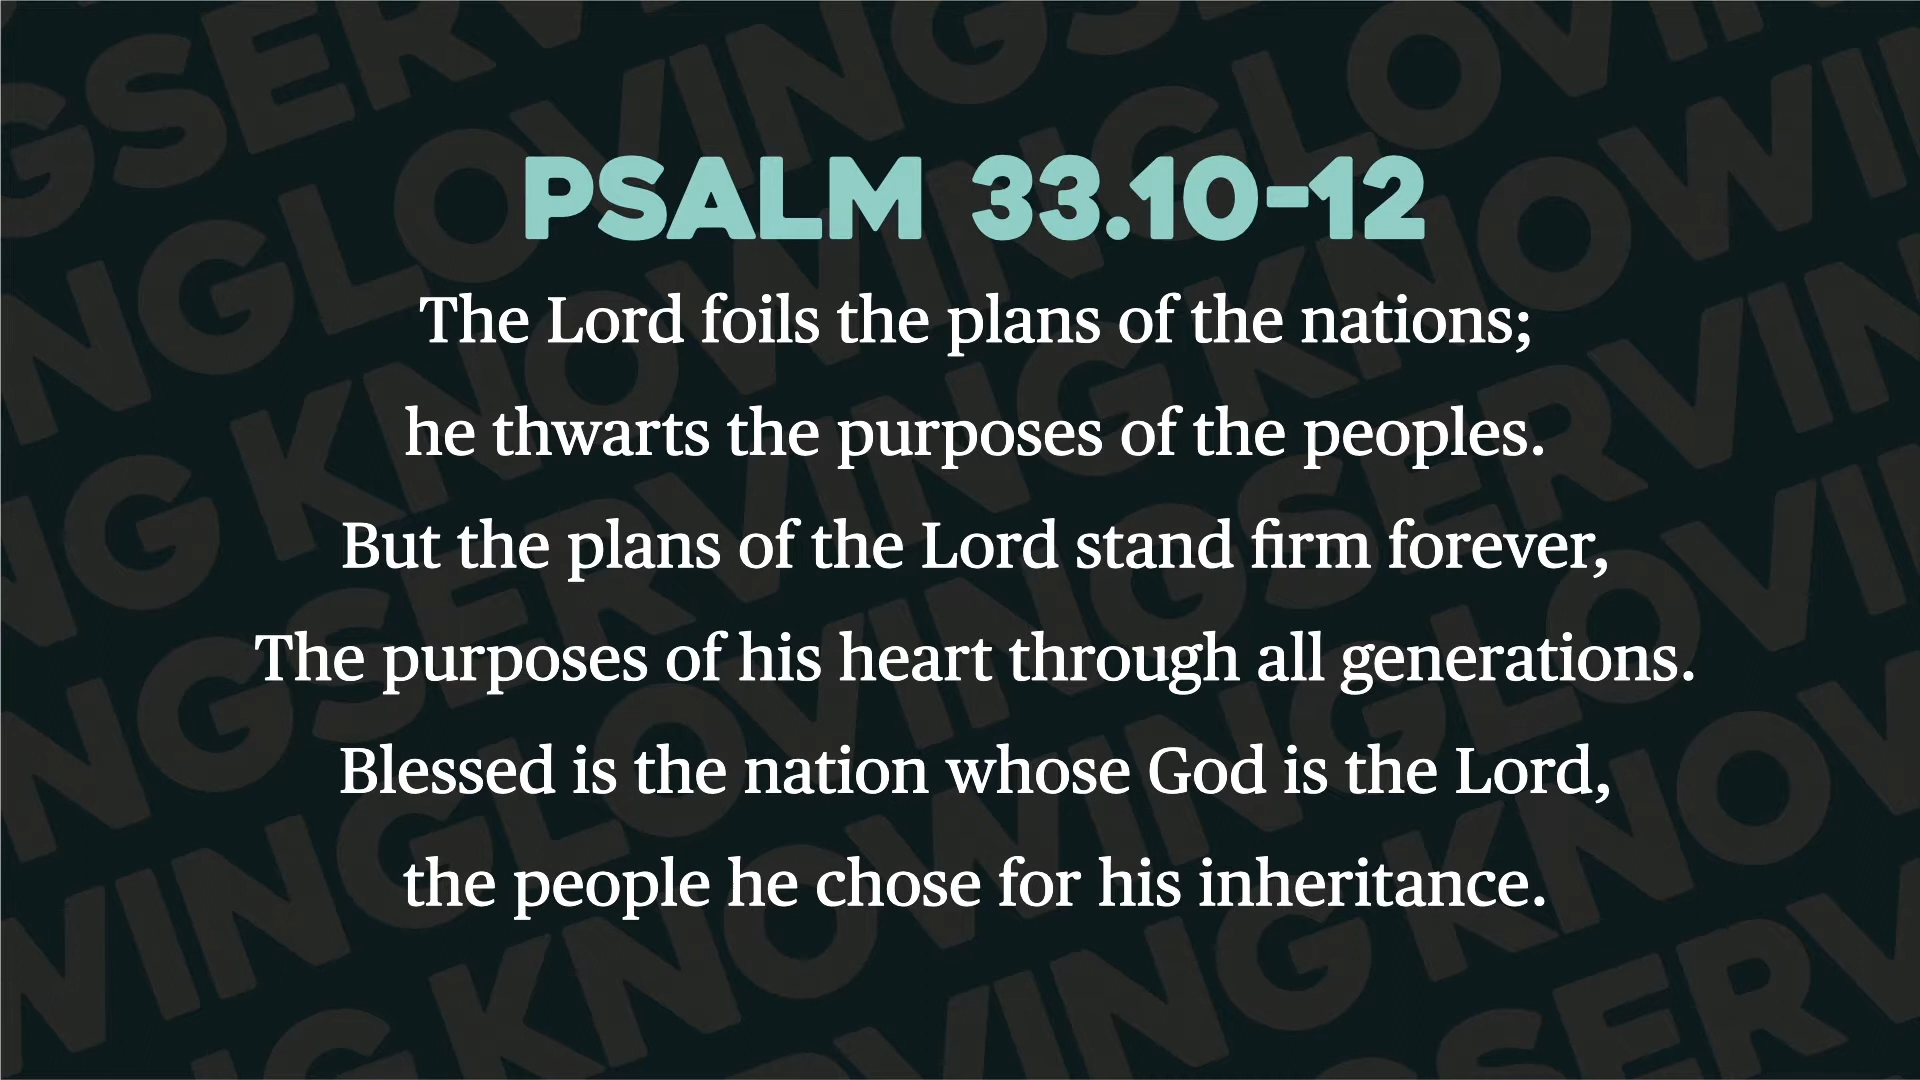 PSALM 33.10-12
The Lord foils the plans of the nations;
he thwarts the purposes of the peoples.
But the plans of the Lord stand firm forever,
The purposes of his heart through all generations.
Blessed is the nation whose God is the Lord,
the people he chose for his inheritance.